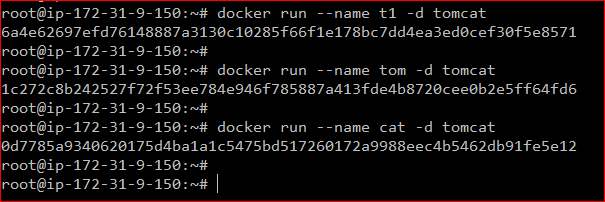 root@ip-172-31-9-150:~# docker run --name t1 -d tomcat
6a4e62697efd76148887a3130c10285f66f1e178bc7dd4ea3ed0cef30f5e8571
root@ip-172-31-9-150:~#
root@ip-172-31-9-150:~# docker run --name tom -d tomcat
1c272c8b242527f72f53ee784e946f785887a413fde4b8720cee0b2e5ff64fd6
root@ip-172-31-9-150:~#
root@ip-172-31-9-150:~# docker run --name cat -d tomcat
0d7785a9340620175d4ba1a1c5475bd517260172a9988eec4b5462db91fe5e12
root@ip-172-31-9-150:~#
root@ip-172-31-9-150:~#